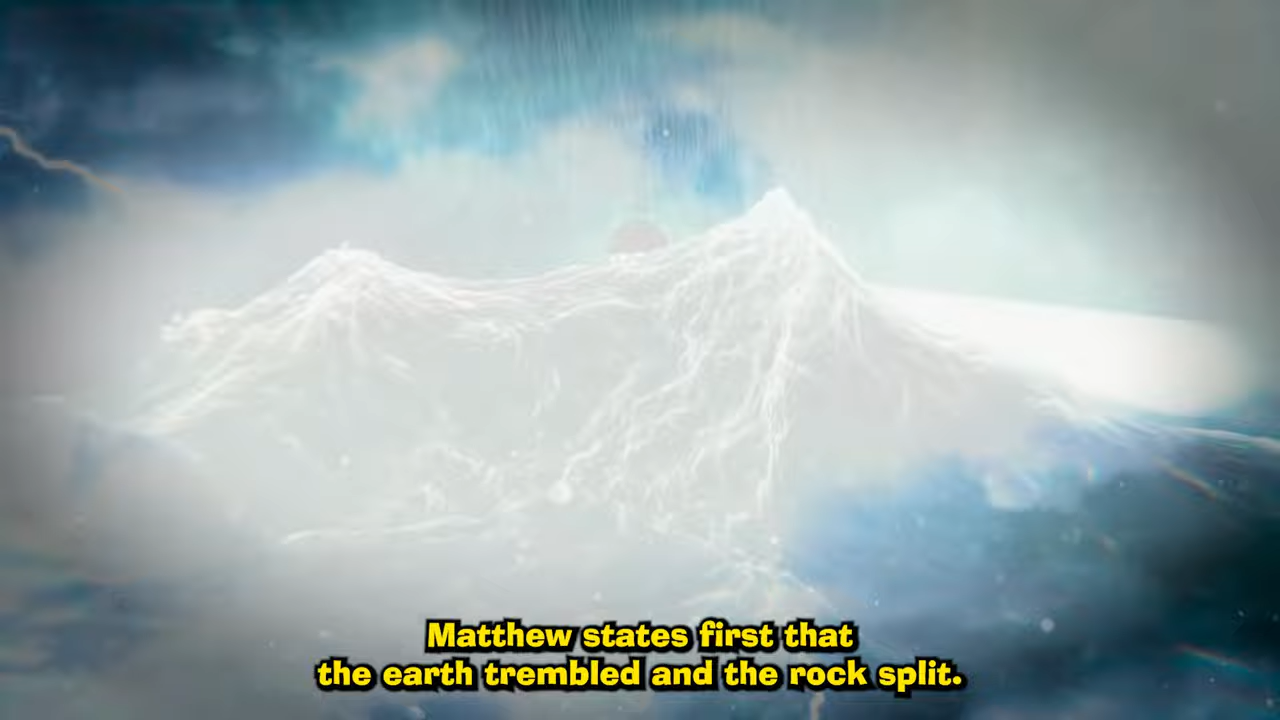 Matthew states first that
the earth trembled and the rock split.